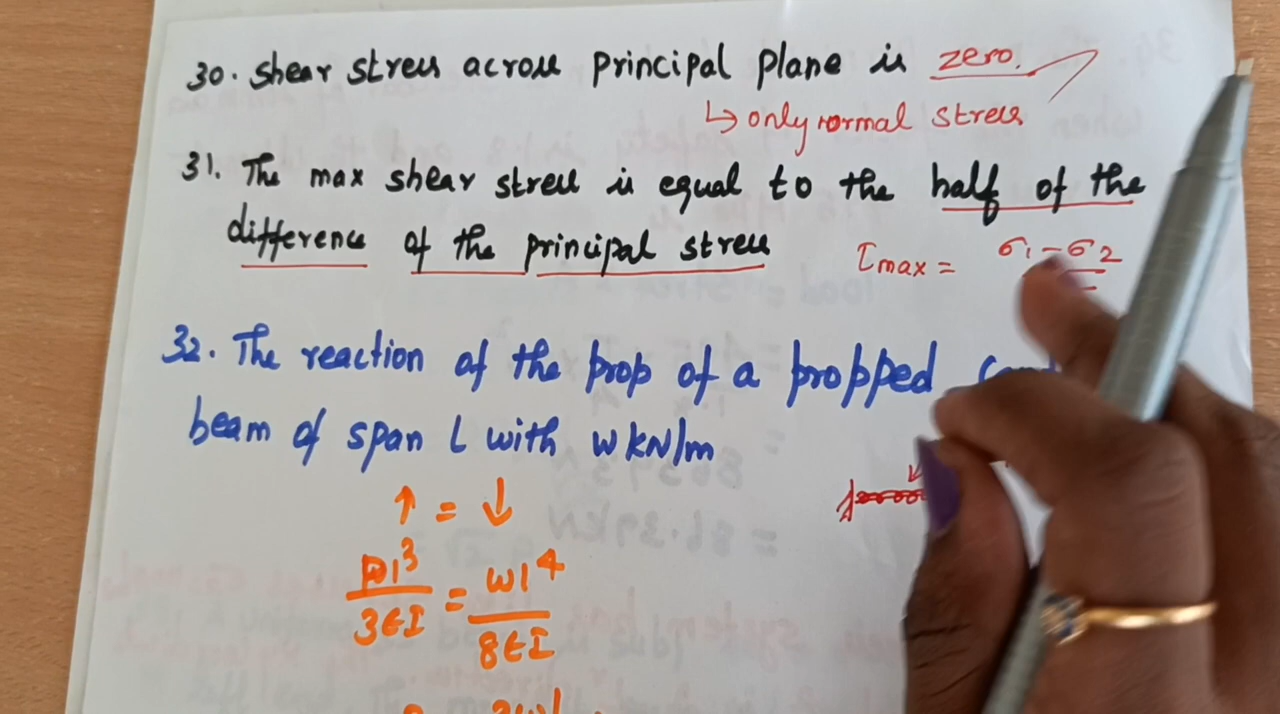 30. Shear stress across principal plane is zero.
↳ only normal stress
31. The max shear stress is equal to the half of the
difference of the principal stress τmax = σ1-σ2
32. The reaction of the prop of a propped
beam of span L with w kN/m
↑ = ↓
Pl³/3EI = wl⁴/8EI